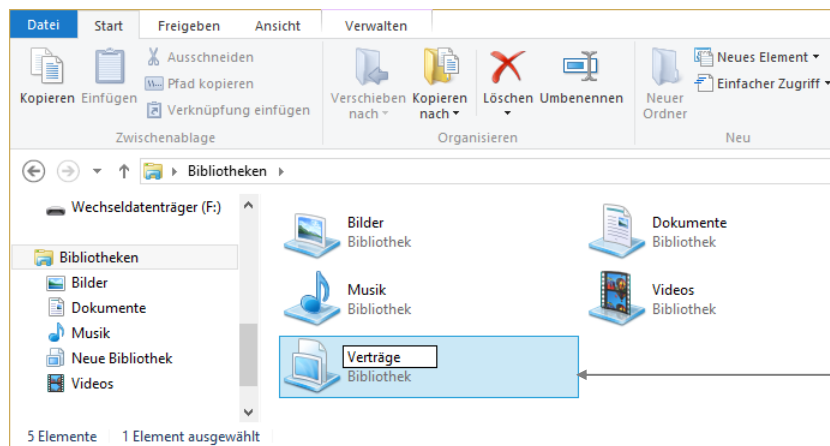 Datei Start Freigeben Ansicht Verwalten
Kopieren
Einfügen
Ausschneiden
Pfad kopieren
Verknüpfung einfügen
Zwischenablage
Verschieben
nach
Kopieren
nach
Löschen
Umbenennen
Organisieren
Neuer
Ordner
Neues Element
Einfacher Zugriff
Neu
Bibliotheken
Wechseldatenträger (F:)
Bibliotheken
Bilder
Dokumente
Musik
Neue Bibliothek
Videos
Bilder
Bibliothek
Dokumente
Bibliothek
Musik
Bibliothek
Videos
Bibliothek
Verträge
Bibliothek
5 Elemente 1 Element ausgewählt